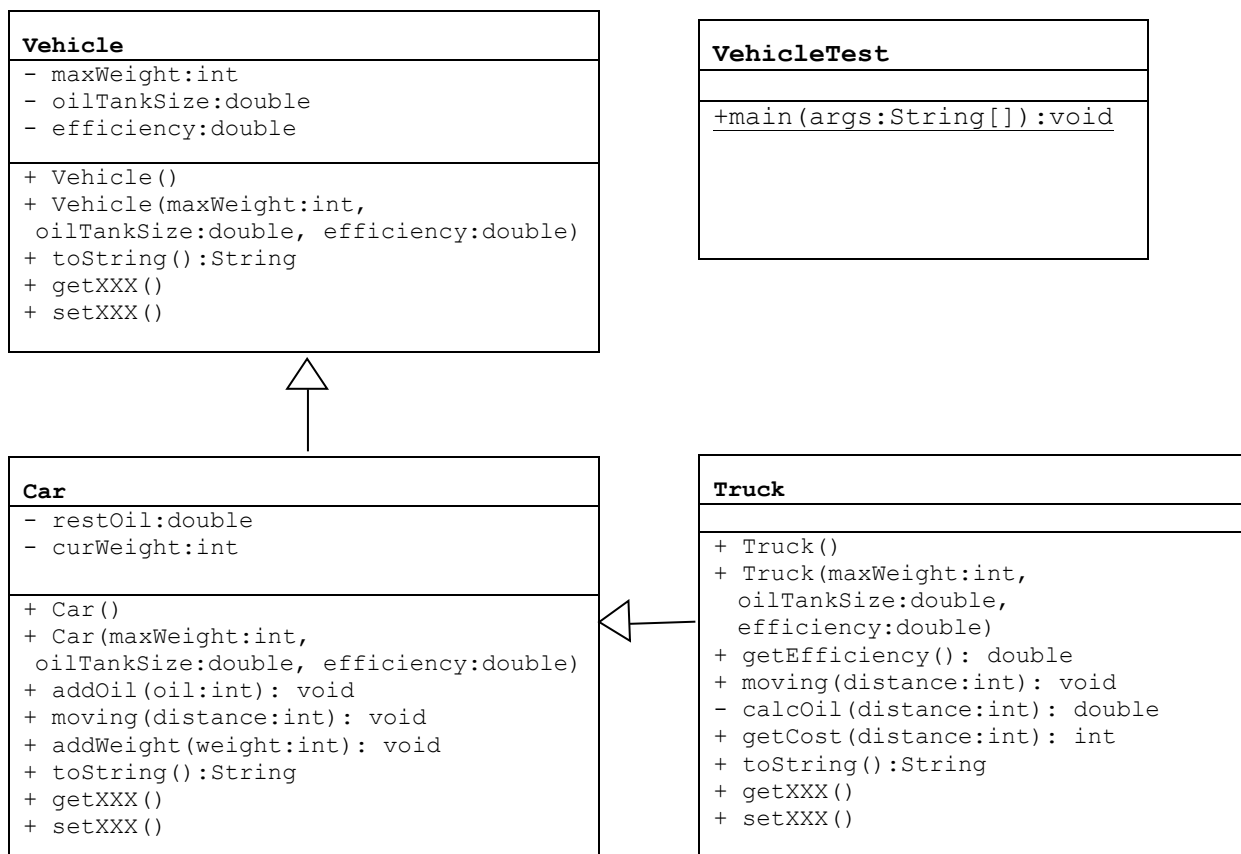 Vehicle
- maxWeight:int
- oilTankSize:double
- efficiency:double
+ Vehicle()
+ Vehicle(maxWeight:int,
oilTankSize:double, efficiency:double)
+ toString():String
+ getXXX()
+ setXXX()
VehicleTest
+main(args:String[]):void
Car
- restOil:double
- curWeight:int
+ Car()
+ Car(maxWeight:int,
oilTankSize:double, efficiency:double)
+ addOil(oil:int): void
+ moving(distance:int): void
+ addWeight(weight:int): void
+ toString():String
+ getXXX()
+ setXXX()
Truck
+ Truck()
+ Truck(maxWeight:int,
oilTankSize:double,
efficiency:double)
+ getEfficiency(): double
+ moving(distance:int): void
- calcOil(distance:int): double
+ getCost(distance:int): int
+ toString():String
+ getXXX()
+ setXXX()